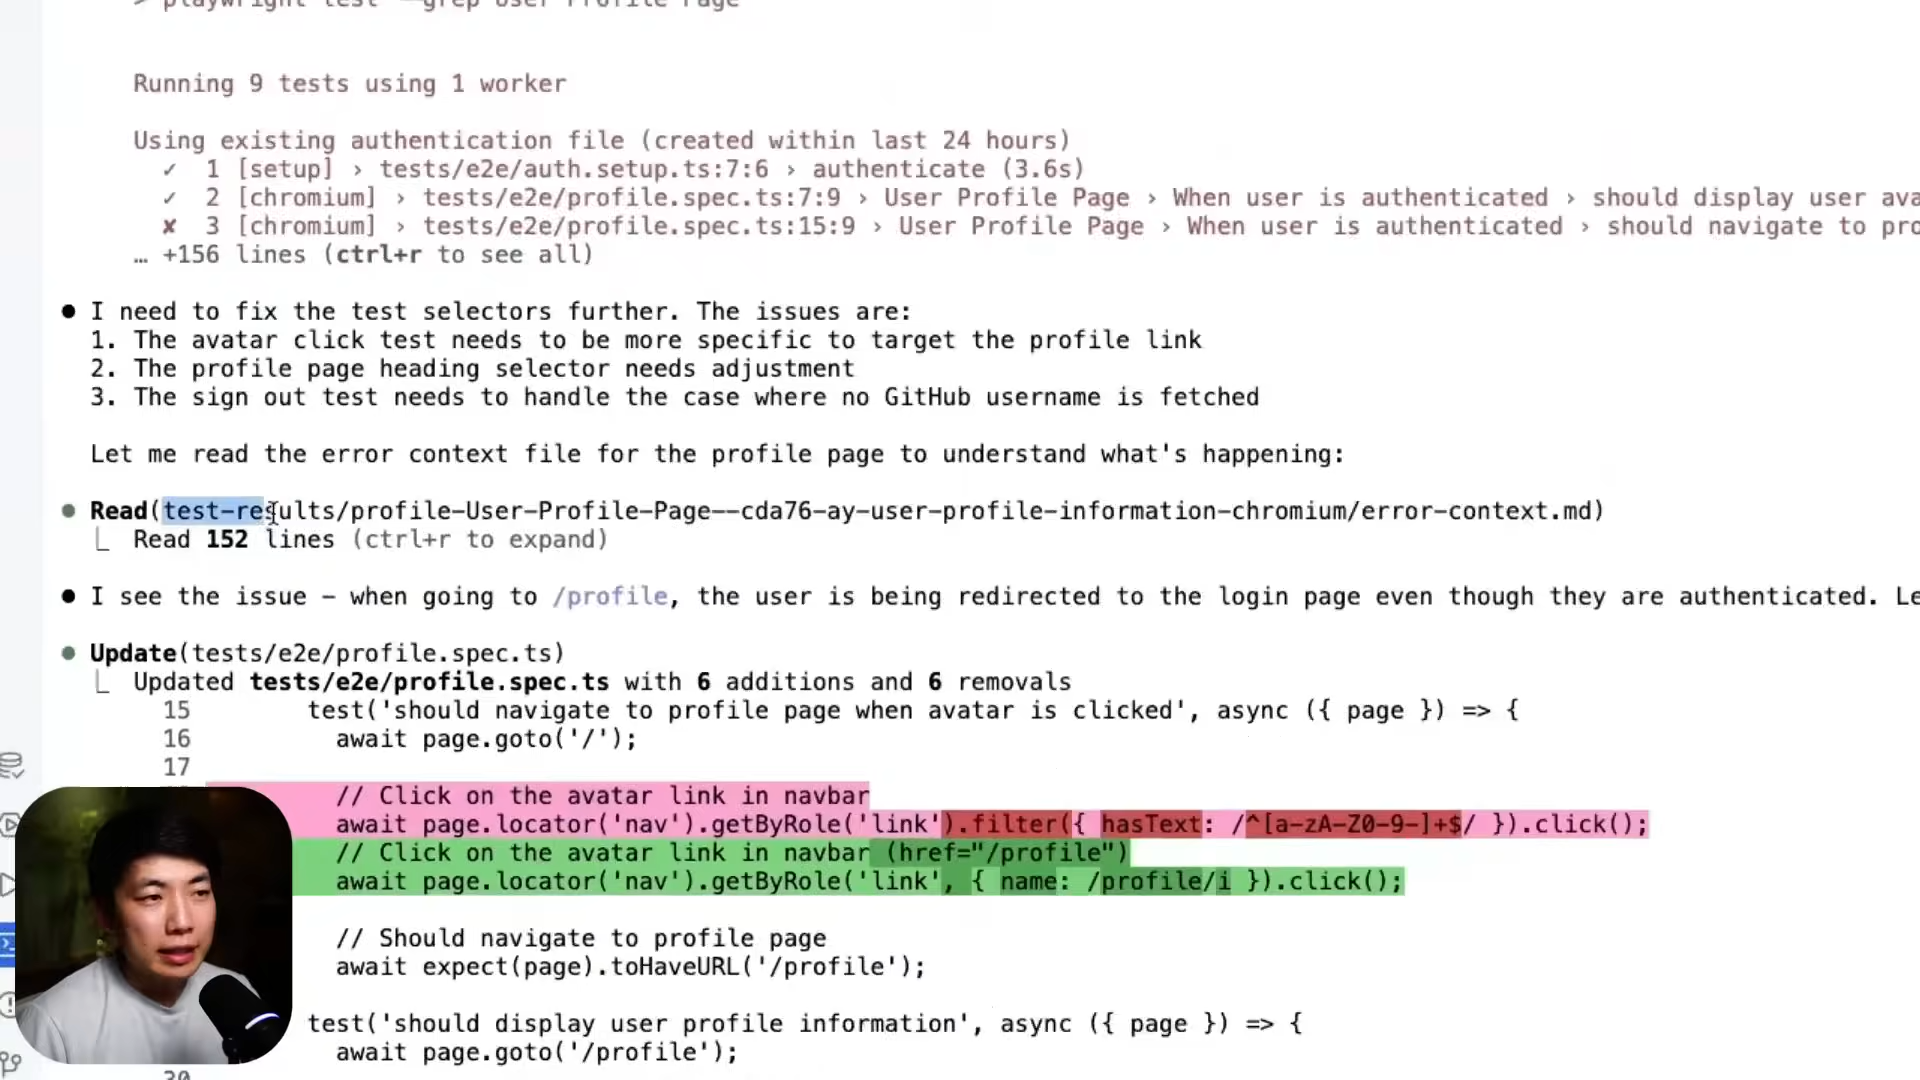 > playwright test --grep User Profile Page
Running 9 tests using 1 worker
Using existing authentication file (created within last 24 hours)
✓ 1 [setup] › tests/e2e/auth.setup.ts:7:6 › authenticate (3.6s)
✓ 2 [chromium] › tests/e2e/profile.spec.ts:7:9 › User Profile Page › When user is authenticated › should display user ava
✘ 3 [chromium] › tests/e2e/profile.spec.ts:15:9 › User Profile Page › When user is authenticated › should navigate to pro
… +156 lines (ctrl+r to see all)
● I need to fix the test selectors further. The issues are:
1. The avatar click test needs to be more specific to target the profile link
2. The profile page heading selector needs adjustment
3. The sign out test needs to handle the case where no GitHub username is fetched
Let me read the error context file for the profile page to understand what's happening:
● Read(test-results/profile-User-Profile-Page--cda76-ay-user-profile-information-chromium/error-context.md)
⎿ Read 152 lines (ctrl+r to expand)
● I see the issue – when going to /profile, the user is being redirected to the login page even though they are authenticated. Le
● Update(tests/e2e/profile.spec.ts)
⎿ Updated tests/e2e/profile.spec.ts with 6 additions and 6 removals
15 test('should navigate to profile page when avatar is clicked', async ({ page }) => {
16 await page.goto('/');
17
// Click on the avatar link in navbar
await page.locator('nav').getByRole('link').filter({ hasText: /^[a-zA-Z0-9-]+$/ }).click();
// Click on the avatar link in navbar (href="/profile")
await page.locator('nav').getByRole('link', { name: /profile/i }).click();
// Should navigate to profile page
await expect(page).toHaveURL('/profile');
test('should display user profile information', async ({ page }) => {
await page.goto('/profile');